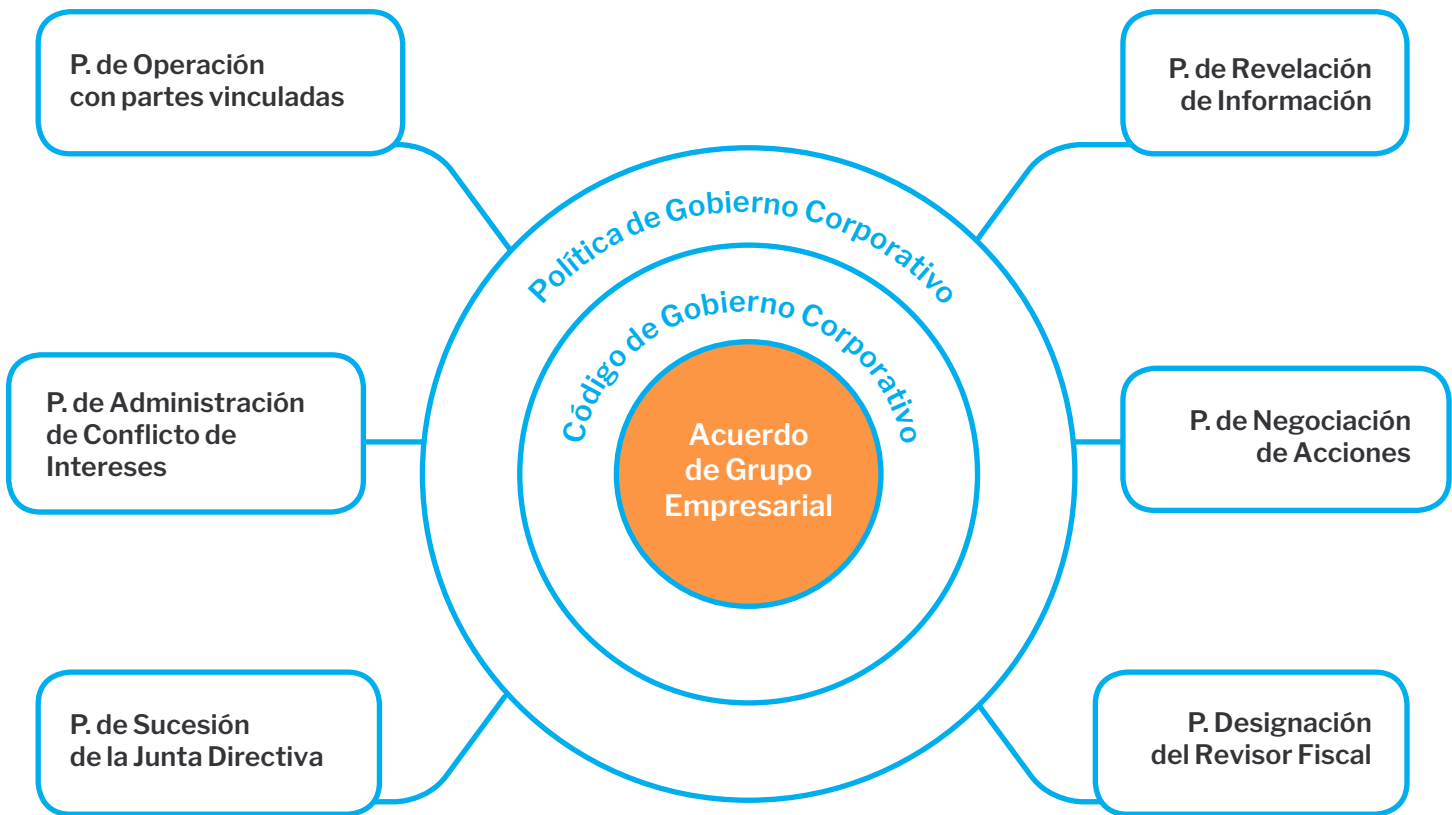 P. de Operación
con partes vinculadas
P. de Revelación
de Información
Política de Gobierno Corporativo
Código de Gobierno Corporativo
Acuerdo
de Grupo
Empresarial
P. de Administración
de Conflicto de
Intereses
P. de Negociación
de Acciones
P. de Sucesión
de la Junta Directiva
P. Designación
del Revisor Fiscal